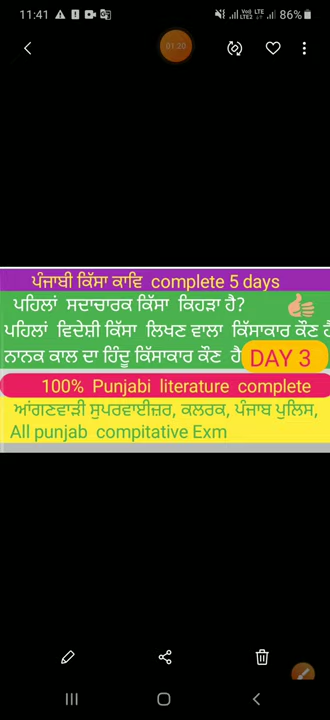 11:41
86%
01:20
ਪੰਜਾਬੀ ਕਿੱਸਾ ਕਾਵਿ complete 5 days
ਪਹਿਲਾਂ ਸਦਾਚਾਰਕ ਕਿੱਸਾ ਕਿਹੜਾ ਹੈ?
ਪਹਿਲਾਂ ਵਿਦੇਸ਼ੀ ਕਿੱਸਾ ਲਿਖਣ ਵਾਲਾ ਕਿੱਸਾਕਾਰ ਕੌਣ ਹੈ
ਨਾਨਕ ਕਾਲ ਦਾ ਹਿੰਦੂ ਕਿੱਸਾਕਾਰ ਕੌਣ ਹੈ DAY 3
100% Punjabi literature complete
ਆਂਗਣਵਾੜੀ ਸੁਪਰਵਾਈਜ਼ਰ, ਕਲਰਕ, ਪੰਜਾਬ ਪੁਲਿਸ,
All punjab compitative Exm